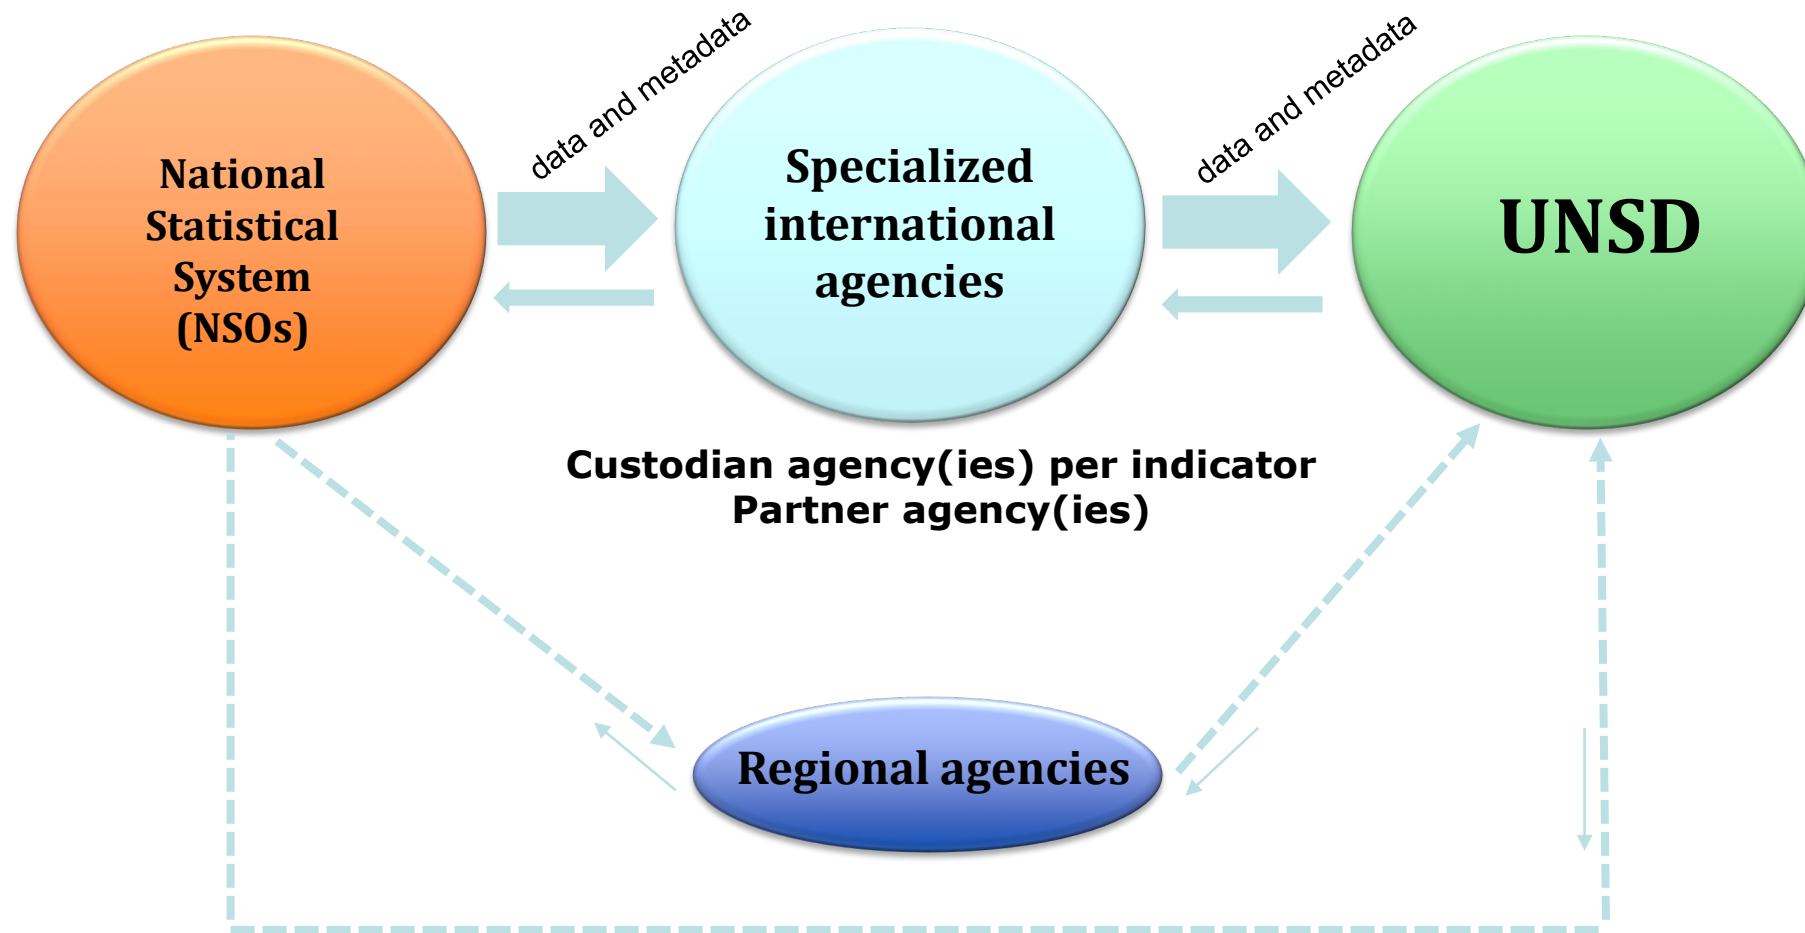 data and metadata
data and metadata
National
Statistical
System
(NSOs)
Specialized
international
agencies
UNSD
Custodian agency(ies) per indicator
Partner agency(ies)
Regional agencies